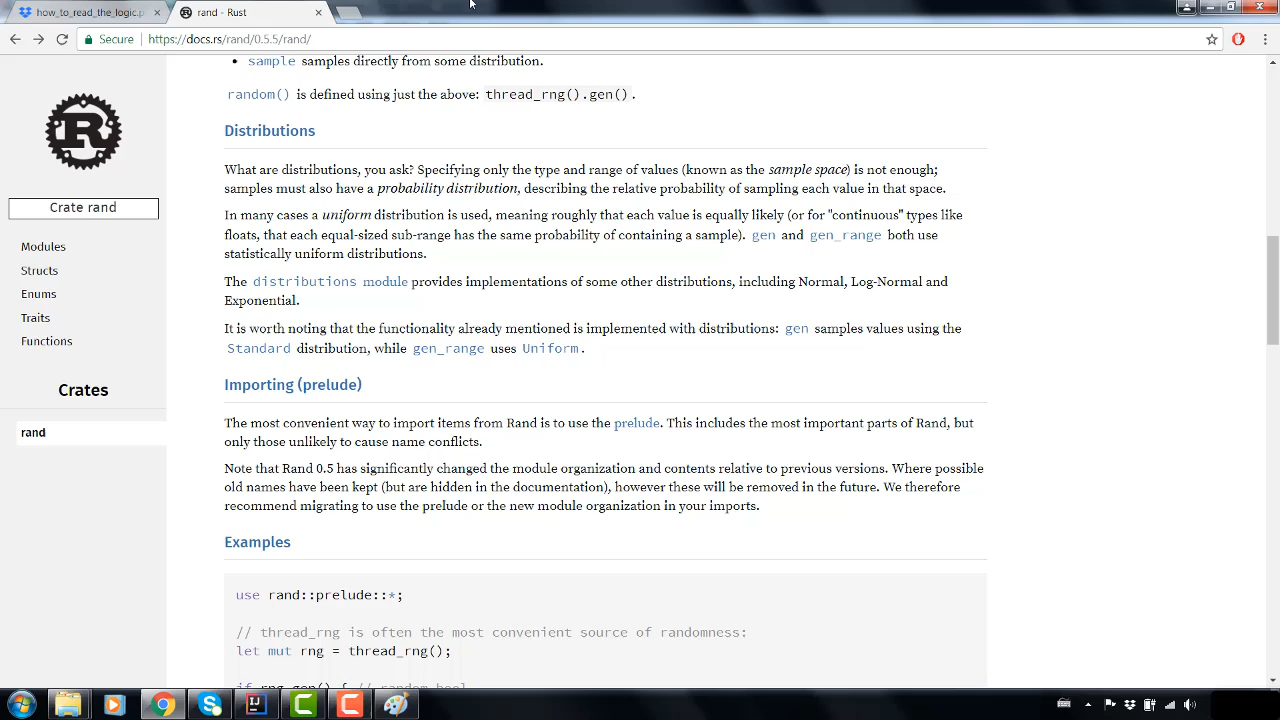 how_to_read_the_logic.p
rand - Rust
Secure
https://docs.rs/rand/0.5.5/rand/
R
Crate rand
Modules
Structs
Enums
Traits
Functions
Crates
rand
• sample samples directly from some distribution.
random() is defined using just the above: thread_rng().gen().
Distributions
What are distributions, you ask? Specifying only the type and range of values (known as the sample space) is not enough;
samples must also have a probability distribution, describing the relative probability of sampling each value in that space.
In many cases a uniform distribution is used, meaning roughly that each value is equally likely (or for "continuous" types like
floats, that each equal-sized sub-range has the same probability of containing a sample). gen and gen_range both use
statistically uniform distributions.
The distributions module provides implementations of some other distributions, including Normal, Log-Normal and
Exponential.
It is worth noting that the functionality already mentioned is implemented with distributions: gen samples values using the
Standard distribution, while gen_range uses Uniform.
Importing (prelude)
The most convenient way to import items from Rand is to use the prelude. This includes the most important parts of Rand, but
only those unlikely to cause name conflicts.
Note that Rand 0.5 has significantly changed the module organization and contents relative to previous versions. Where possible
old names have been kept (but are hidden in the documentation), however these will be removed in the future. We therefore
recommend migrating to use the prelude or the new module organization in your imports.
Examples
use rand::prelude::*;
// thread_rng is often the most convenient source of randomness:
let mut rng = thread_rng();
if rng.gen() { // random bool